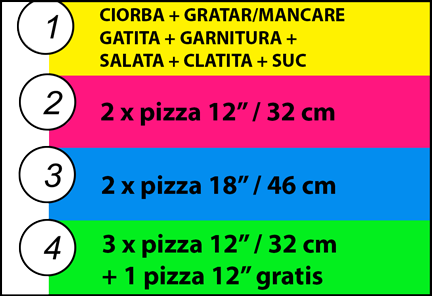 1
CIORBA + GRATAR/MANCARE
GATITA + GARNITURA +
SALATA + CLATITA + SUC
2
2 x pizza 12” / 32 cm
3
2 x pizza 18” / 46 cm
4
3 x pizza 12” / 32 cm
+ 1 pizza 12” gratis